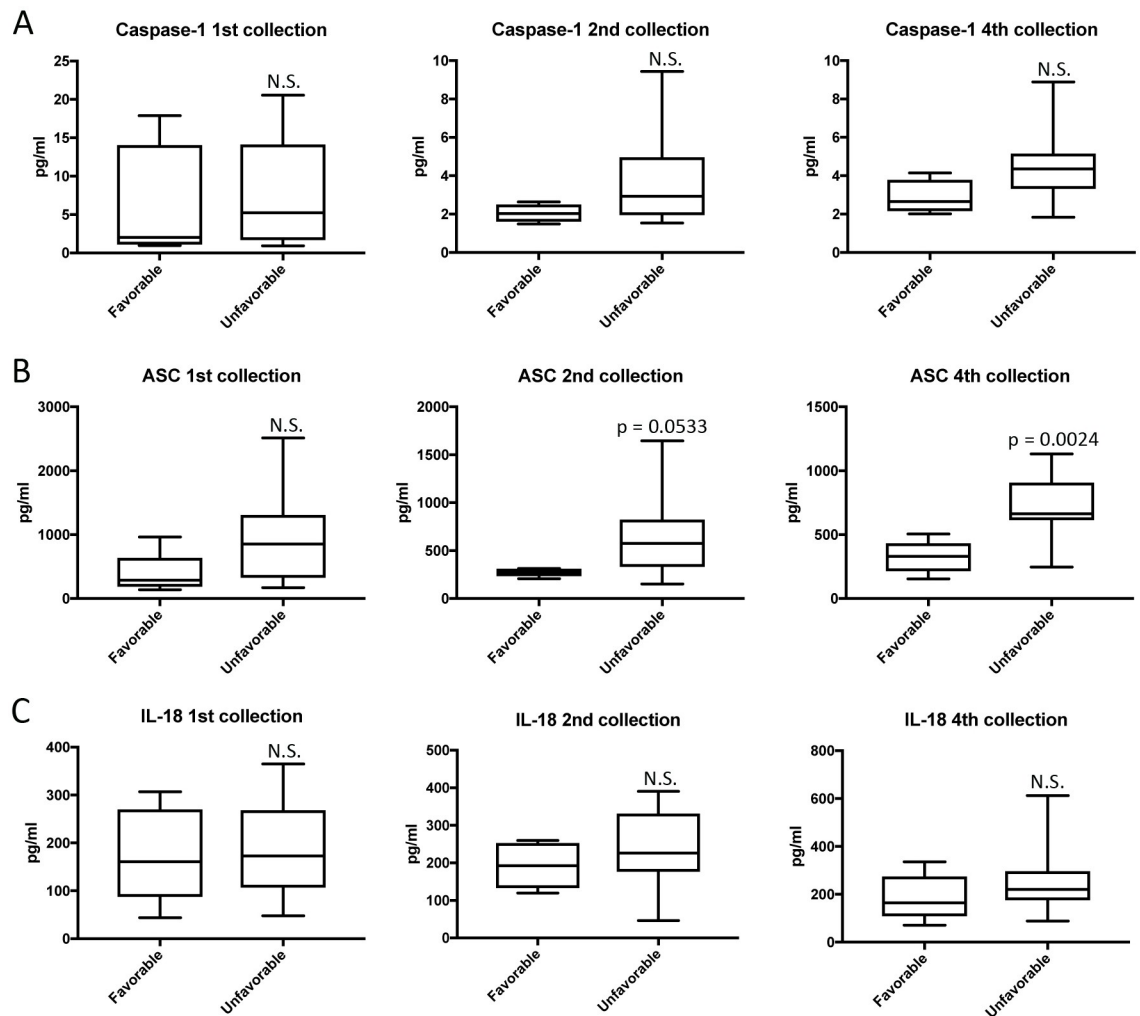 A
Caspase-1 1st collection
N.S.
25
20
15
10
5
0
pg/ml
Favorable
Unfavorable
Caspase-1 2nd collection
N.S.
10
8
6
4
2
0
pg/ml
Favorable
Unfavorable
Caspase-1 4th collection
N.S.
10
8
6
4
2
0
pg/ml
Favorable
Unfavorable
B
ASC 1st collection
N.S.
3000
2000
1000
0
pg/ml
Favorable
Unfavorable
ASC 2nd collection
p = 0.0533
2000
1500
1000
500
0
pg/ml
Favorable
Unfavorable
ASC 4th collection
p = 0.0024
1500
1000
500
0
pg/ml
Favorable
Unfavorable
C
IL-18 1st collection
N.S.
400
300
200
100
0
pg/ml
Favorable
Unfavorable
IL-18 2nd collection
N.S.
500
400
300
200
100
0
pg/ml
Favorable
Unfavorable
IL-18 4th collection
N.S.
800
600
400
200
0
pg/ml
Favorable
Unfavorable